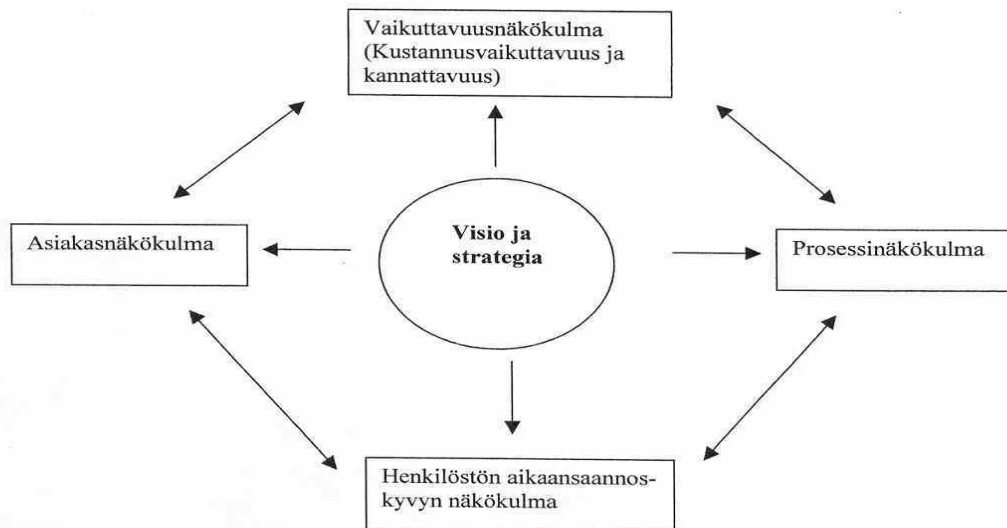 Vaikuttavuusnäkökulma
(Kustannusvaikuttavuus ja
kannattavuus)
Asiakasnäkökulma
Visio ja
strategia
Prosessinäkökulma
Henkilöstön aikaansaannos-
kyvyn näkökulma